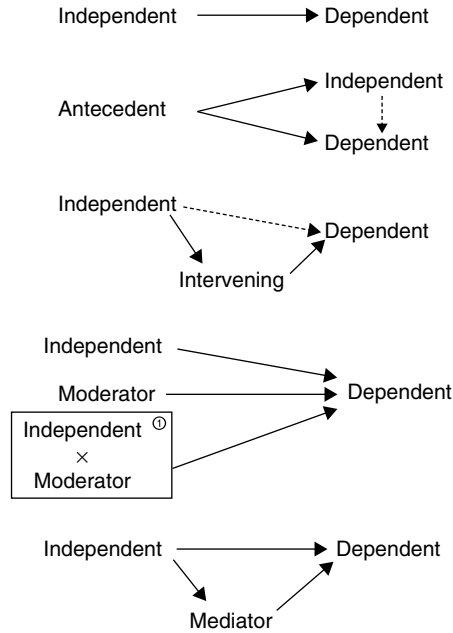 Independent Dependent
Independent
Antecedent
Dependent
Independent
Dependent
Intervening
Independent
Moderator Dependent
Independent ①
×
Moderator
Independent Dependent
Mediator